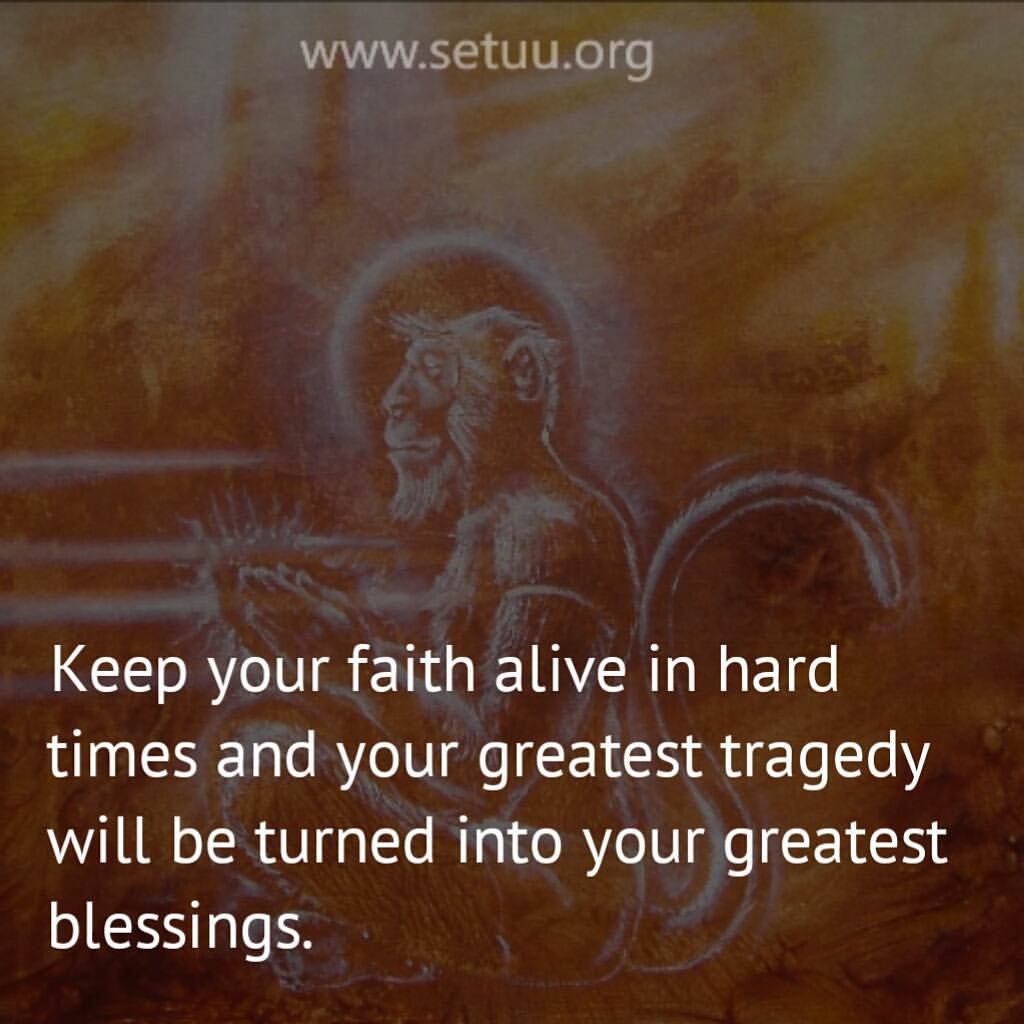 www.setuu.org
Keep your faith alive in hard
times and your greatest tragedy
will be turned into your greatest
blessings.